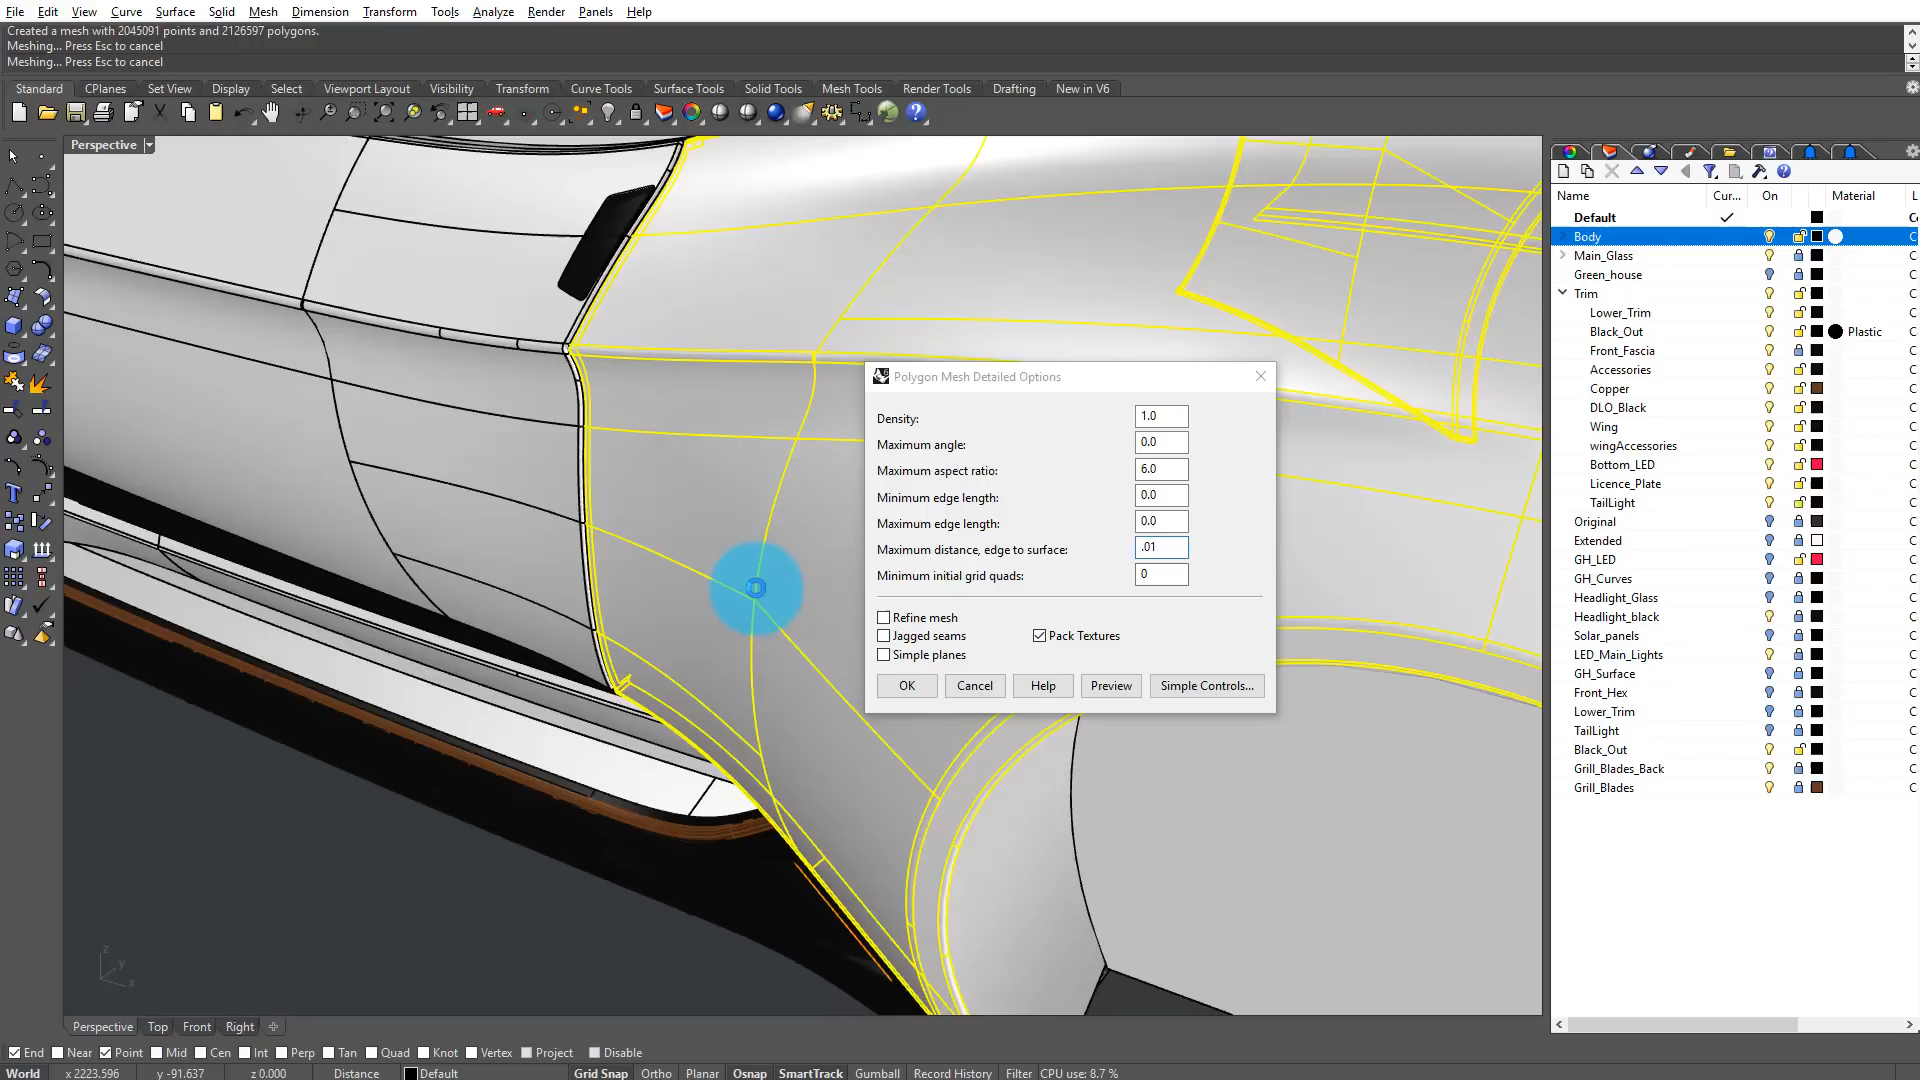 File Edit View Curve Surface Solid Mesh Dimension Transform Tools Analyze Render Panels Help
Created a mesh with 2045091 points and 2126597 polygons.
Meshing... Press Esc to cancel
Meshing... Press Esc to cancel
Standard CPlanes Set View Display Select Viewport Layout Visibility Transform Curve Tools Surface Tools Solid Tools Mesh Tools Render Tools Drafting New in V6
Perspective
Name Cur... On Material L
Default C
Body C
Main_Glass C
Green_house C
Trim C
Lower_Trim C
Black_Out Plastic C
Front_Fascia C
Accessories C
Copper C
DLO_Black C
Wing C
wingAccessories C
Bottom_LED C
Licence_Plate C
TailLight C
Original C
Extended C
GH_LED C
GH_Curves C
Headlight_Glass C
Headlight_black C
Solar_panels C
LED_Main_Lights C
GH_Surface C
Front_Hex C
Lower_Trim C
TailLight C
Black_Out C
Grill_Blades_Back C
Grill_Blades C
Polygon Mesh Detailed Options
Density: 1.0
Maximum angle: 0.0
Maximum aspect ratio: 6.0
Minimum edge length: 0.0
Maximum edge length: 0.0
Maximum distance, edge to surface: .01
Minimum initial grid quads: 0
Refine mesh
Jagged seams Pack Textures
Simple planes
OK Cancel Help Preview Simple Controls...
z
y
x
Perspective Top Front Right
End Near Point Mid Cen Int Perp Tan Quad Knot Vertex Project Disable
World x 2223.596 y -91.637 z 0.000 Distance Default Grid Snap Ortho Planar Osnap SmartTrack Gumball Record History Filter CPU use: 8.7 %